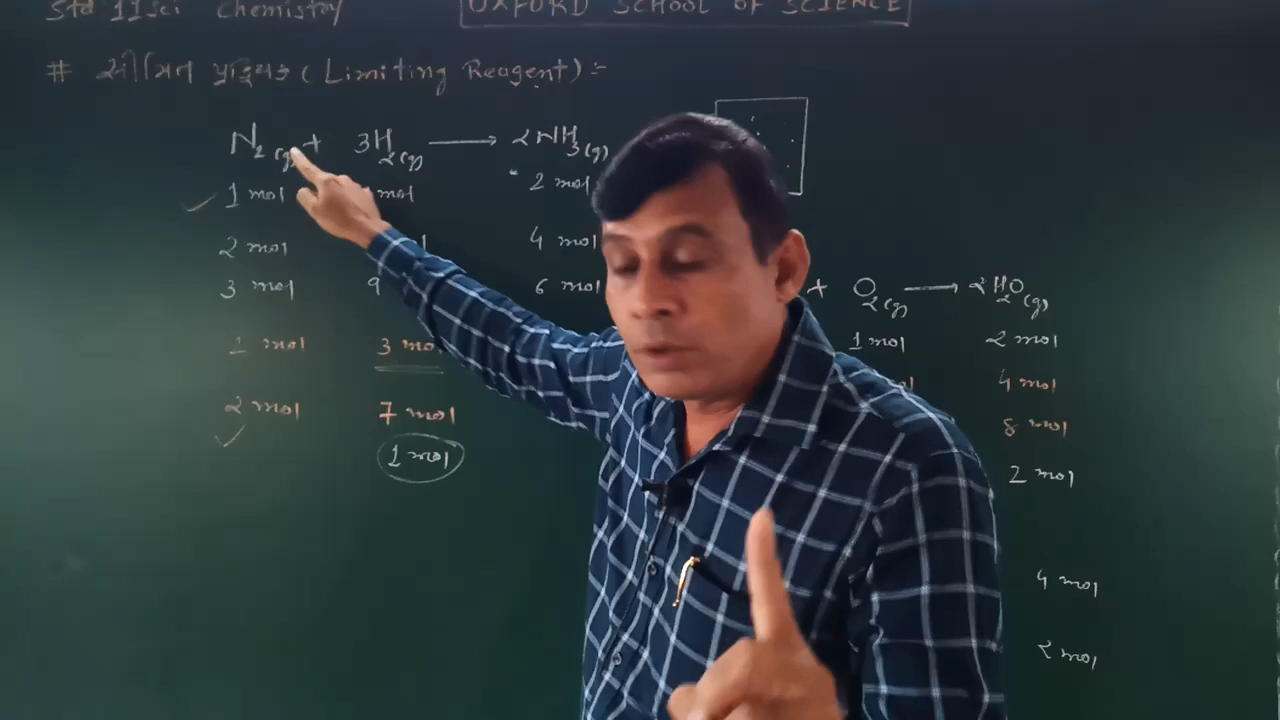 Std 11 Sci Chemistry
OXFORD SCHOOL OF SCIENCE
# સીમિત પ્રક્રિયક (Limiting Reagent) :-
N2(g) + 3H2(g) ⟶ 2NH3(g)
1 mol mol 2 mol
2 mol 4 mol
3 mol 9 6 mol
1 mol 3 mol
2 mol 7 mol
1 mol
+ O2(g) ⟶ 2H2O(g)
1 mol 2 mol
4 mol
8 mol
2 mol
4 mol
2 mol